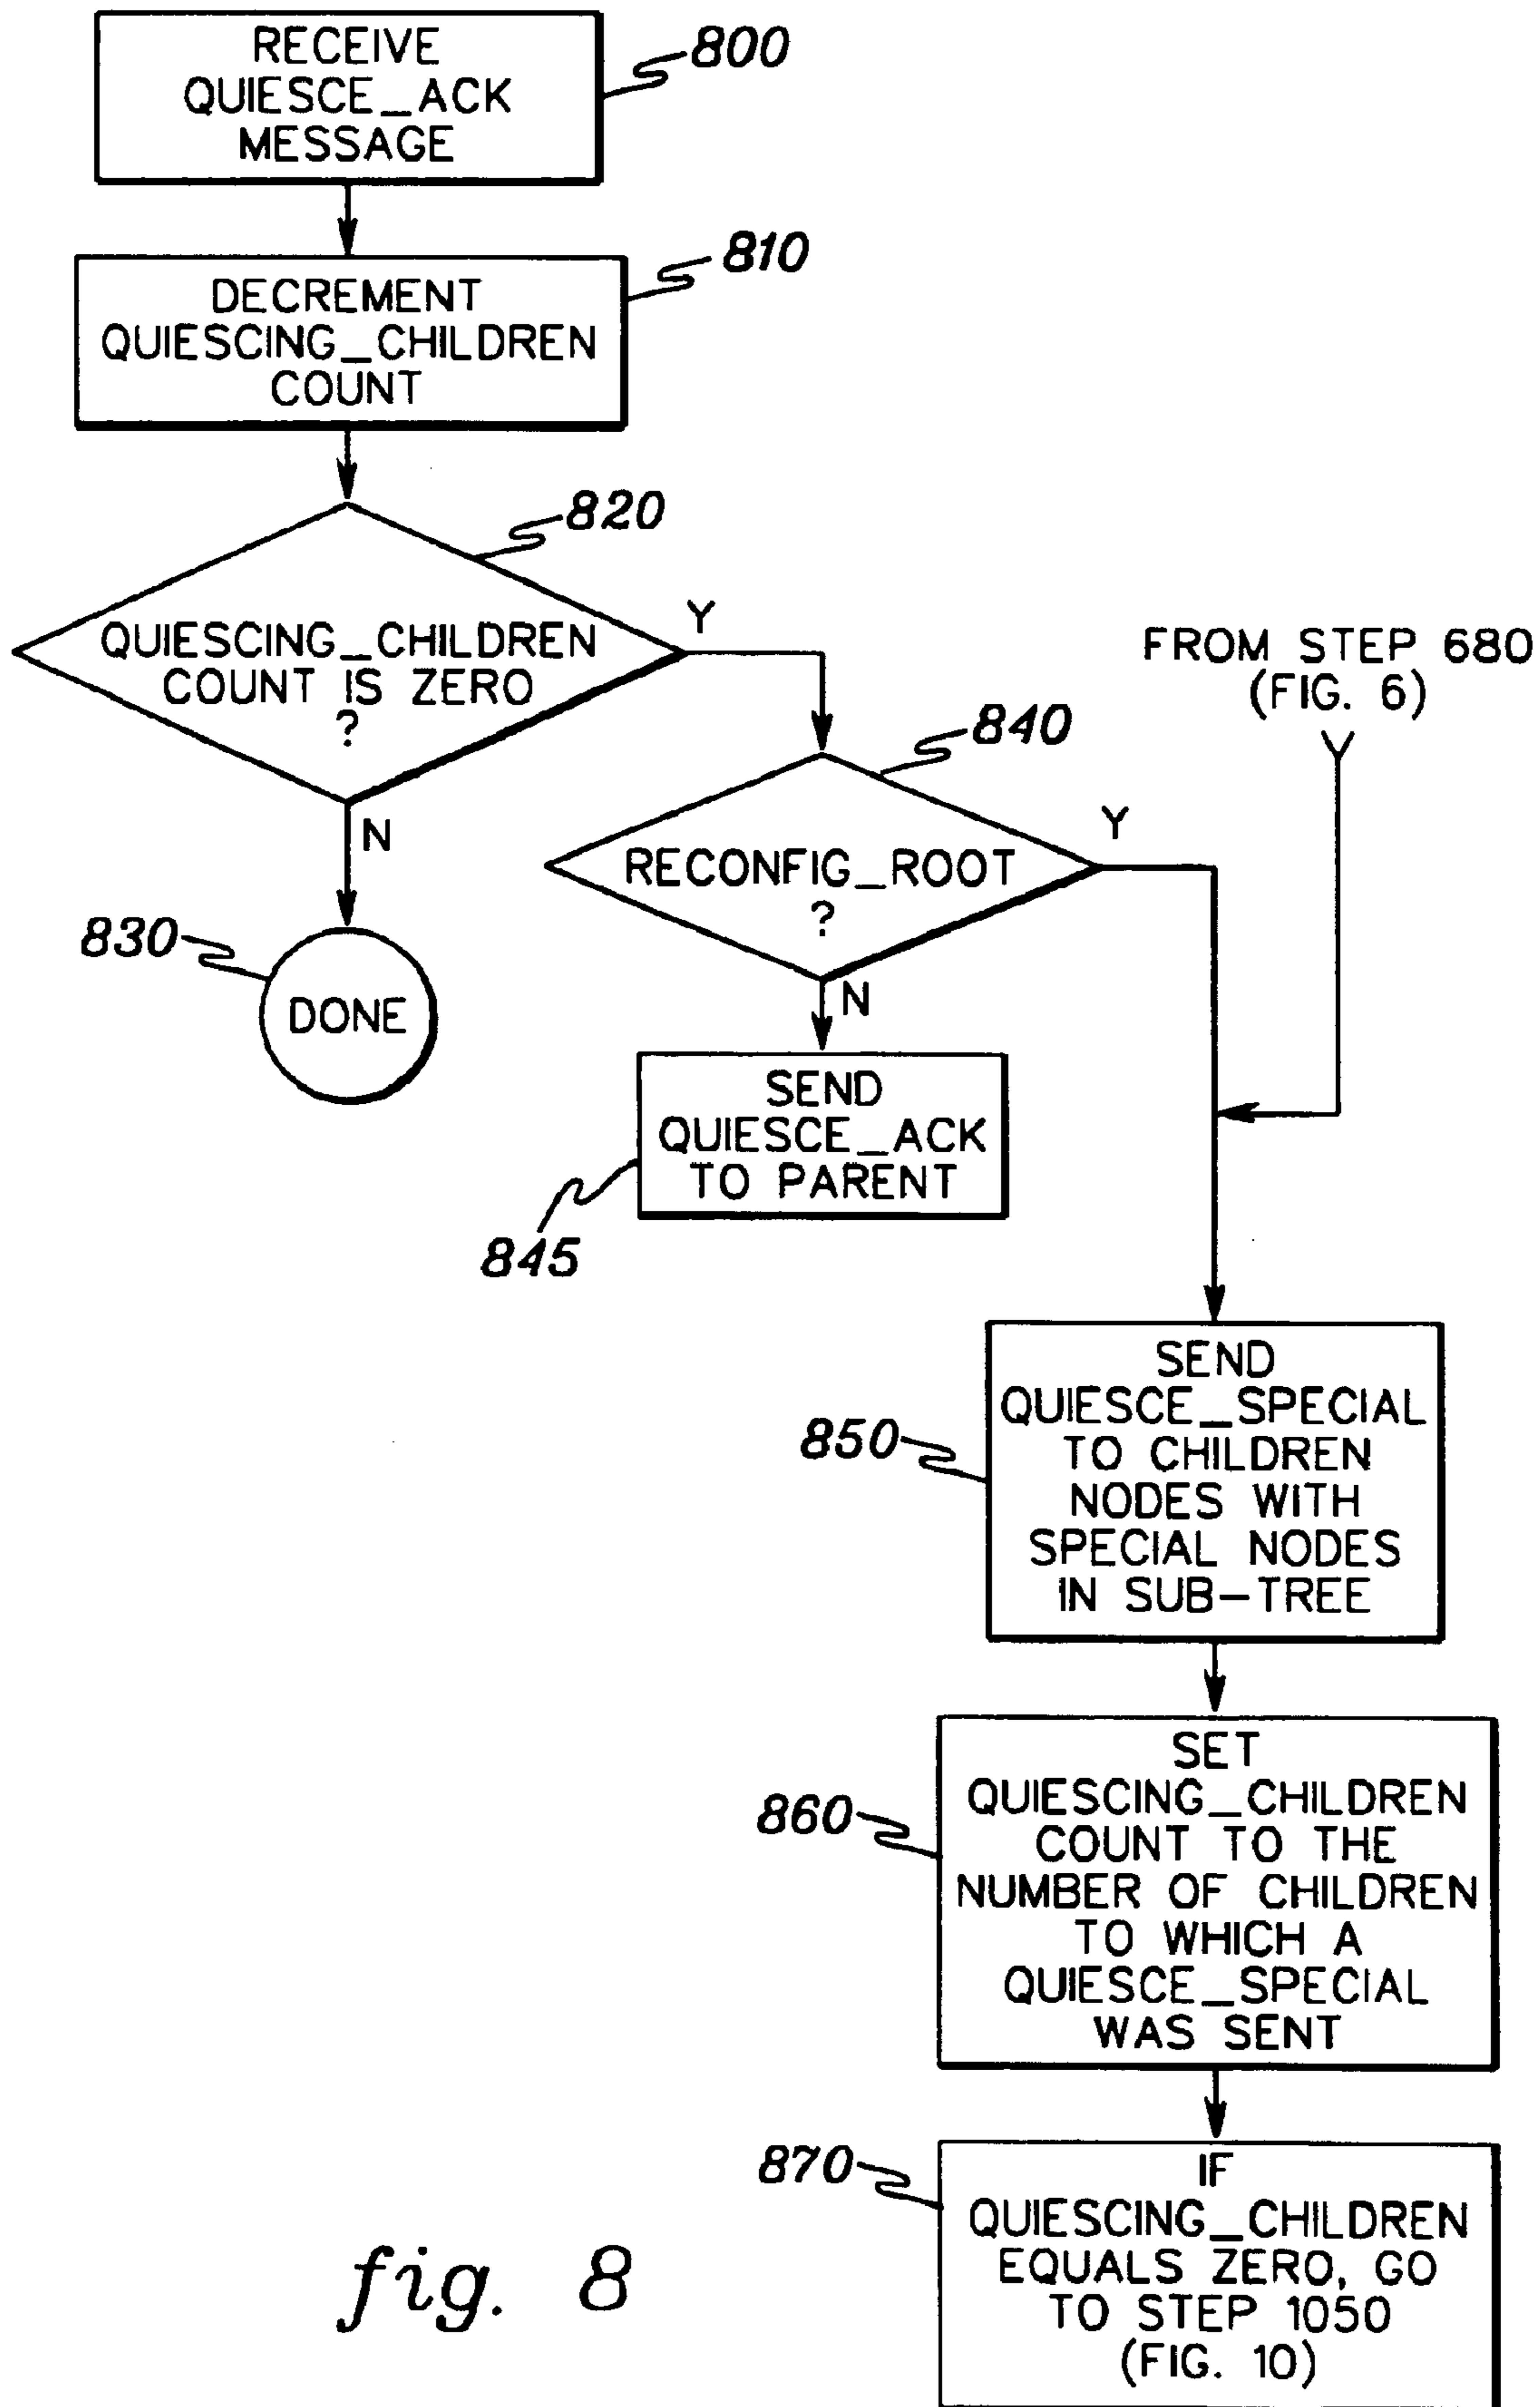 RECEIVE
QUIESCE_ACK
MESSAGE
800
DECREMENT
QUIESCING_CHILDREN
COUNT
810
820
QUIESCING_CHILDREN
COUNT IS ZERO
?
Y
N
FROM STEP 680
(FIG. 6)
840
RECONFIG_ROOT
?
Y
N
830
DONE
SEND
QUIESCE_ACK
TO PARENT
845
SEND
QUIESCE_SPECIAL
TO CHILDREN
NODES WITH
SPECIAL NODES
IN SUB-TREE
850
SET
QUIESCING_CHILDREN
COUNT TO THE
NUMBER OF CHILDREN
TO WHICH A
QUIESCE_SPECIAL
WAS SENT
860
870
IF
QUIESCING_CHILDREN
EQUALS ZERO, GO
TO STEP 1050
(FIG. 10)
fig. 8